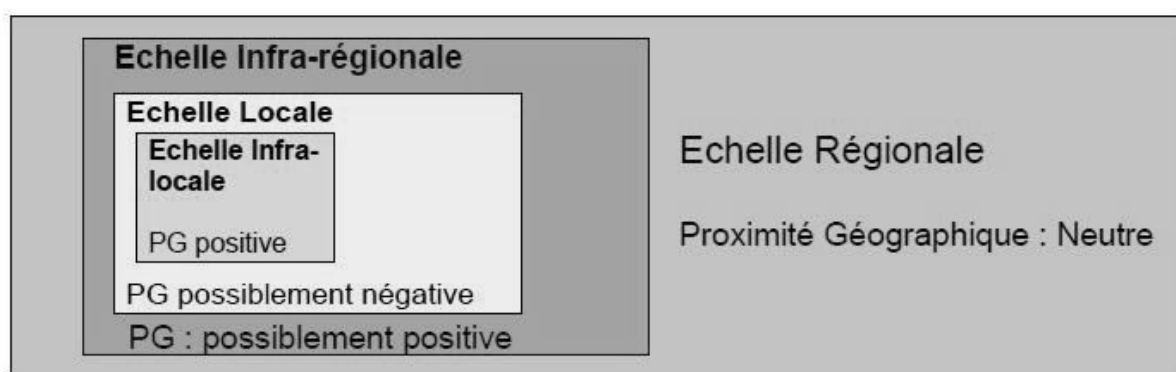 Echelle Infra-régionale
Echelle Locale
Echelle Infra-
locale
PG positive
PG possiblement négative
PG : possiblement positive
Echelle Régionale
Proximité Géographique : Neutre